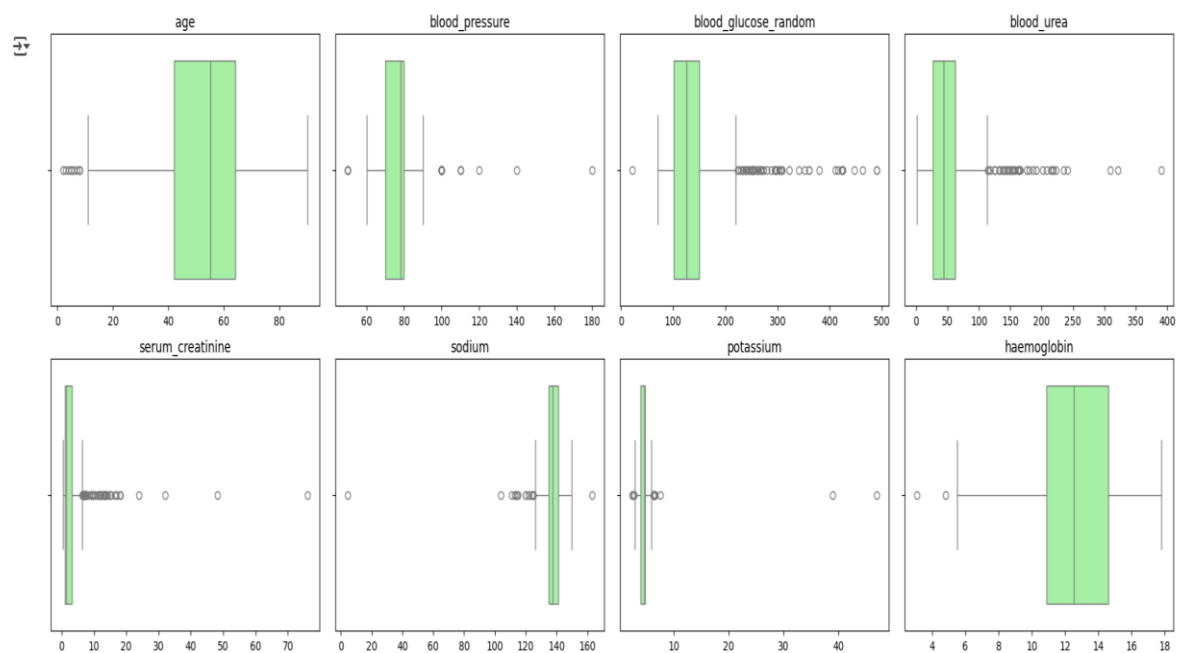 age blood_pressure blood_glucose_random blood_urea
0 20 40 60 80 60 80 100 120 140 160 180 0 100 200 300 400 500 0 50 100 150 200 250 300 350 400
serum_creatinine sodium potassium haemoglobin
0 10 20 30 40 50 60 70 0 20 40 60 80 100 120 140 160 10 20 30 40 4 6 8 10 12 14 16 18